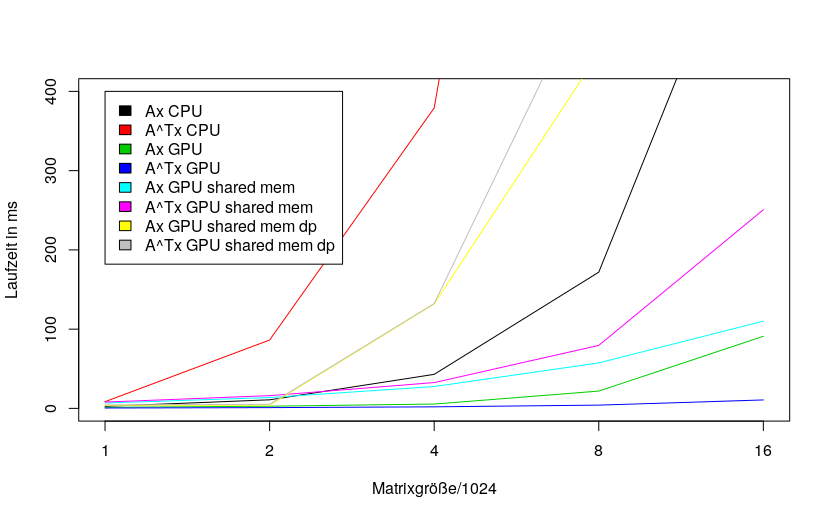 Laufzeit in ms
400
300
200
100
0
Ax CPU
A^Tx CPU
Ax GPU
A^Tx GPU
Ax GPU shared mem
A^Tx GPU shared mem
Ax GPU shared mem dp
A^Tx GPU shared mem dp
1
2
4
8
16
Matrixgröße/1024